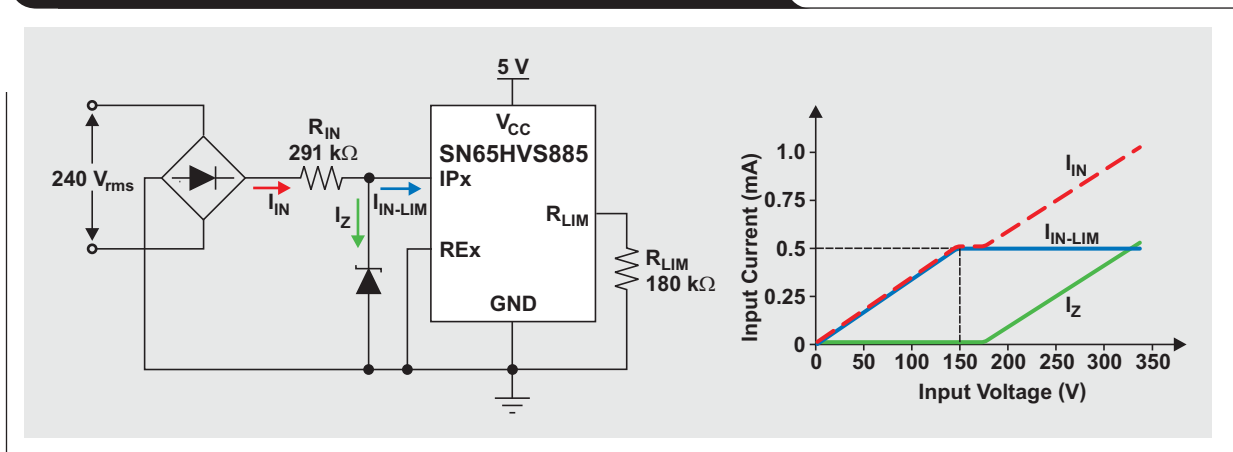 240 Vrms
RIN
291 kΩ
IIN
IZ
IIN-LIM
5 V
VCC
SN65HVS885
IPx
RLIM
REx
GND
RLIM
180 kΩ
Input Current (mA)
1.0
0.75
0.5
0.25
0
IIN
IIN-LIM
IZ
0 50 100 150 200 250 300 350
Input Voltage (V)